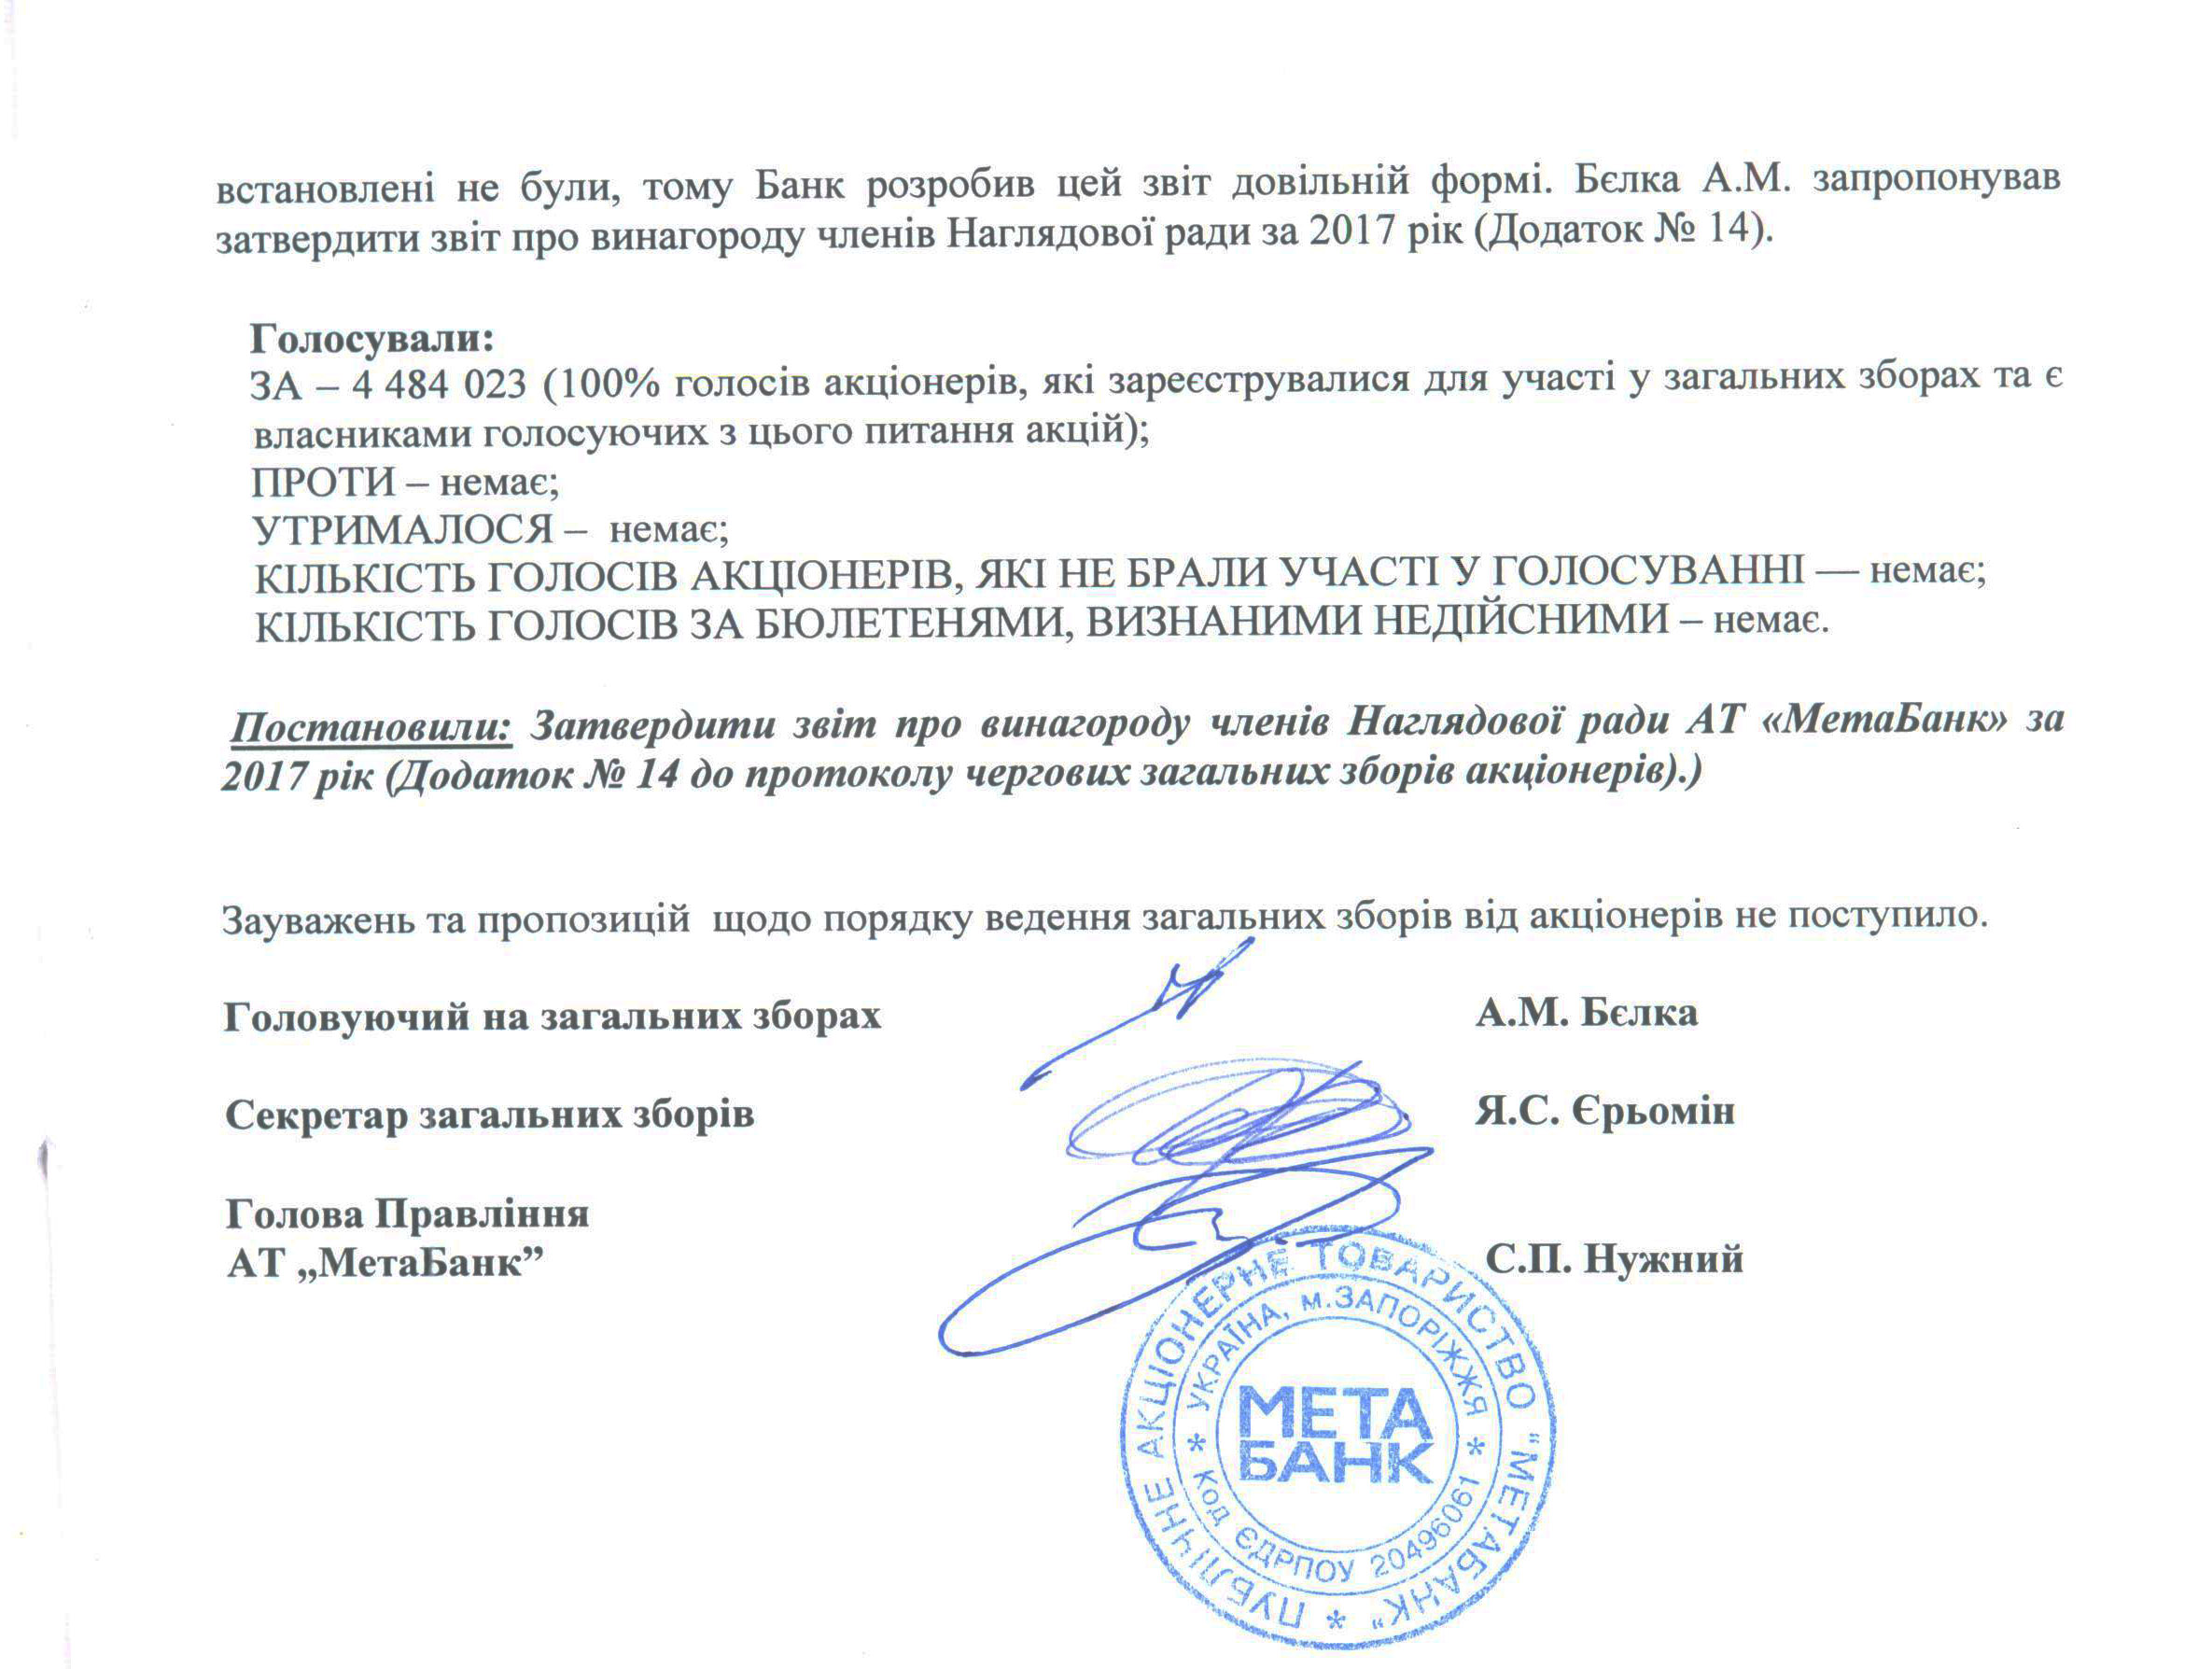 встановлені не були, тому Банк розробив цей звіт довільній формі. Бєлка А.М. запропонував
затвердити звіт про винагороду членів Наглядової ради за 2017 рік (Додаток № 14).
Голосували:
ЗА – 4 484 023 (100% голосів акціонерів, які зареєструвалися для участі у загальних зборах та є
власниками голосуючих з цього питання акцій);
ПРОТИ – немає;
УТРИМАЛОСЯ – немає;
КІЛЬКІСТЬ ГОЛОСІВ АКЦІОНЕРІВ, ЯКІ НЕ БРАЛИ УЧАСТІ У ГОЛОСУВАННІ — немає;
КІЛЬКІСТЬ ГОЛОСІВ ЗА БЮЛЕТЕНЯМИ, ВИЗНАНИМИ НЕДІЙСНИМИ – немає.
Постановили: Затвердити звіт про винагороду членів Наглядової ради АТ «МетаБанк» за
2017 рік (Додаток № 14 до протоколу чергових загальних зборів акціонерів).)
Зауважень та пропозицій щодо порядку ведення загальних зборів від акціонерів не поступило.
Головуючий на загальних зборах А.М. Бєлка
Секретар загальних зборів Я.С. Єрьомін
Голова Правління
АТ „МетаБанк” С.П. Нужний
ПУБЛІЧНЕ АКЦІОНЕРНЕ ТОВАРИСТВО "МЕТАБАНК" *
* УКРАЇНА, м.ЗАПОРІЖЖЯ *
Код ЄДРПОУ 20496061
МЕТА
БАНК